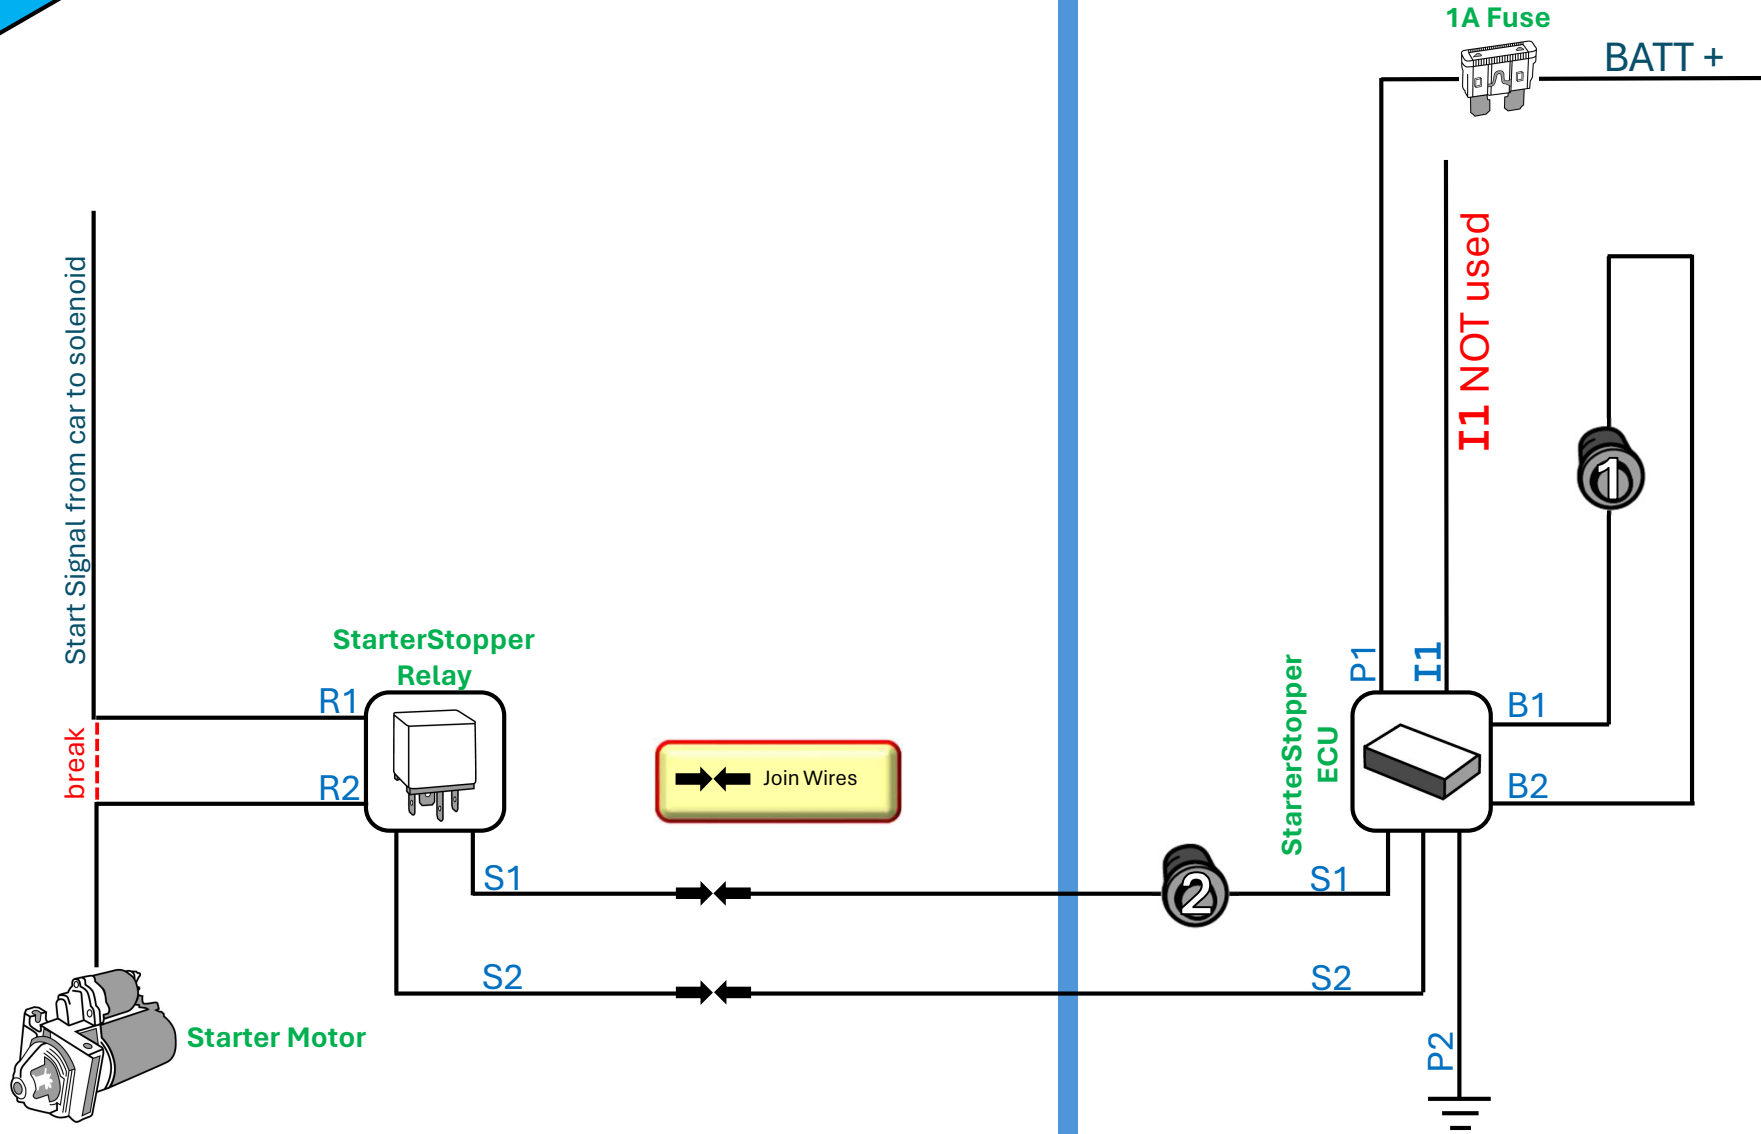 1A Fuse
BATT +
Start Signal from car to solenoid
I1 NOT used
1
StarterStopper
Relay
R1
break
R2
Join Wires
StarterStopper
ECU
P1
I1
B1
B2
S1
2
S1
S2
S2
P2
Starter Motor